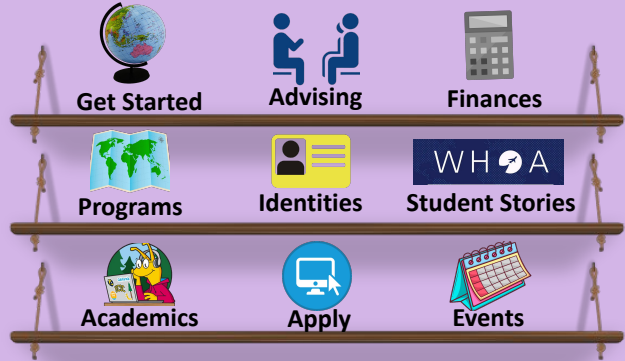 Get Started
Advising
Finances
WHOA
Programs
Identities
Student Stories
Academics
Apply
Events